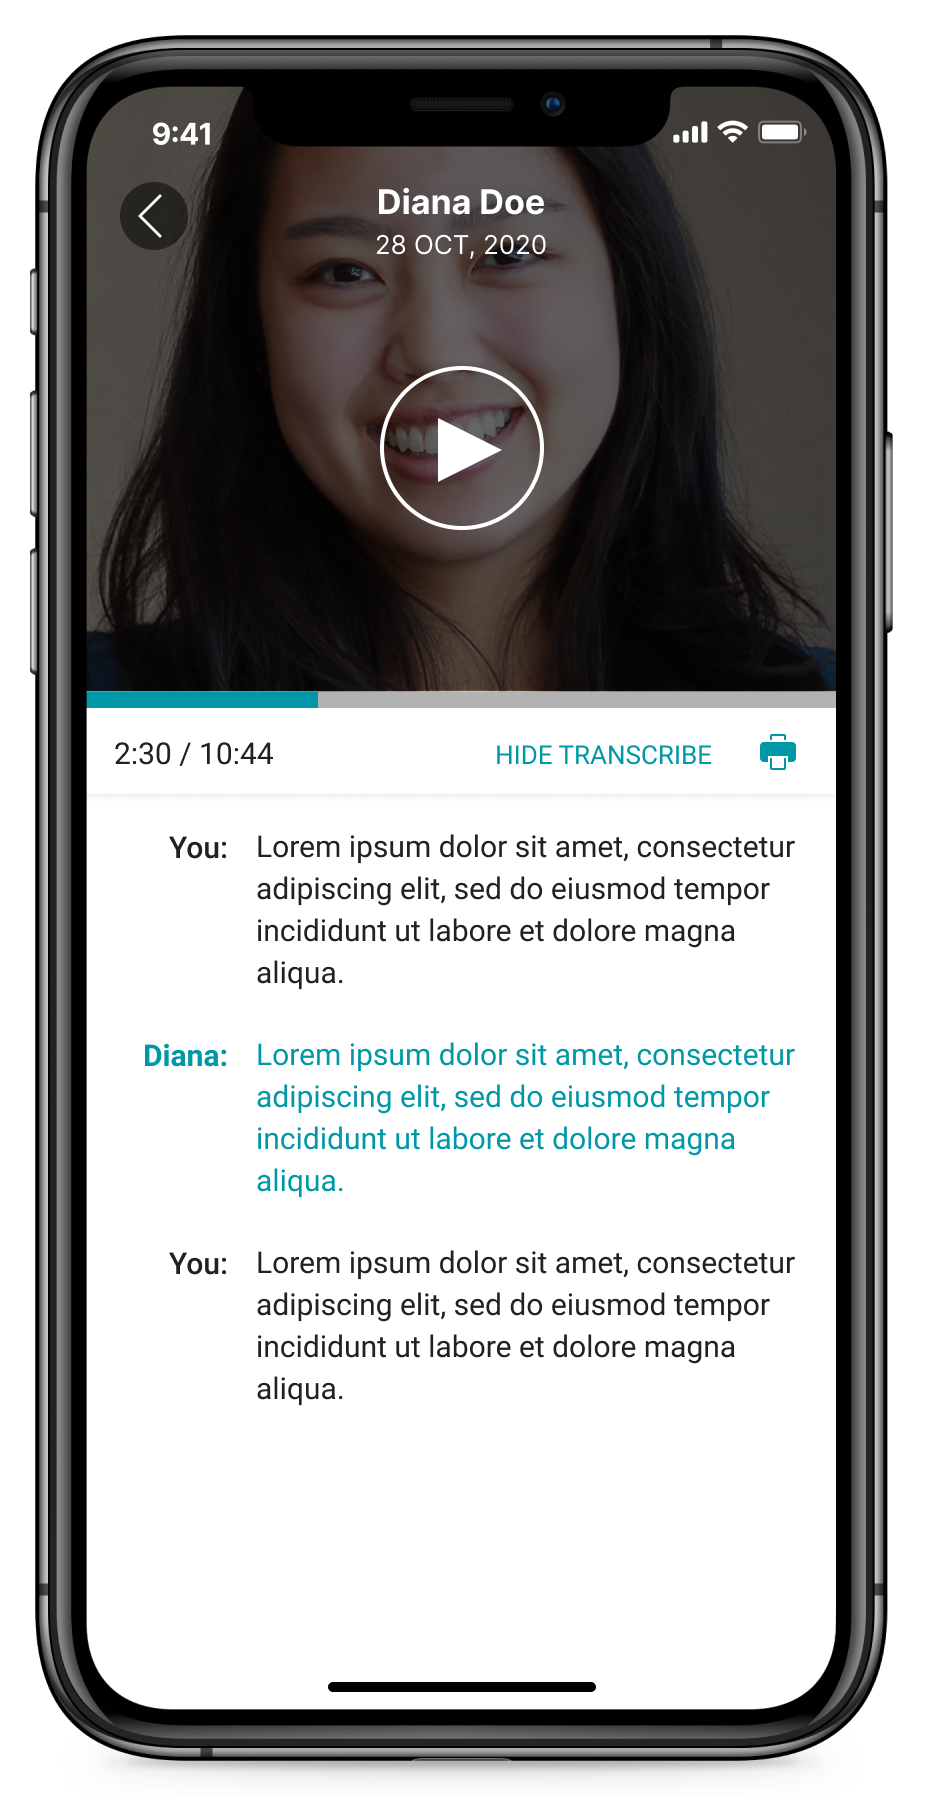 9:41
Diana Doe
28 OCT, 2020
2:30 / 10:44
HIDE TRANSCRIBE
You: Lorem ipsum dolor sit amet, consectetur
adipiscing elit, sed do eiusmod tempor
incididunt ut labore et dolore magna
aliqua.
Diana: Lorem ipsum dolor sit amet, consectetur
adipiscing elit, sed do eiusmod tempor
incididunt ut labore et dolore magna
aliqua.
You: Lorem ipsum dolor sit amet, consectetur
adipiscing elit, sed do eiusmod tempor
incididunt ut labore et dolore magna
aliqua.